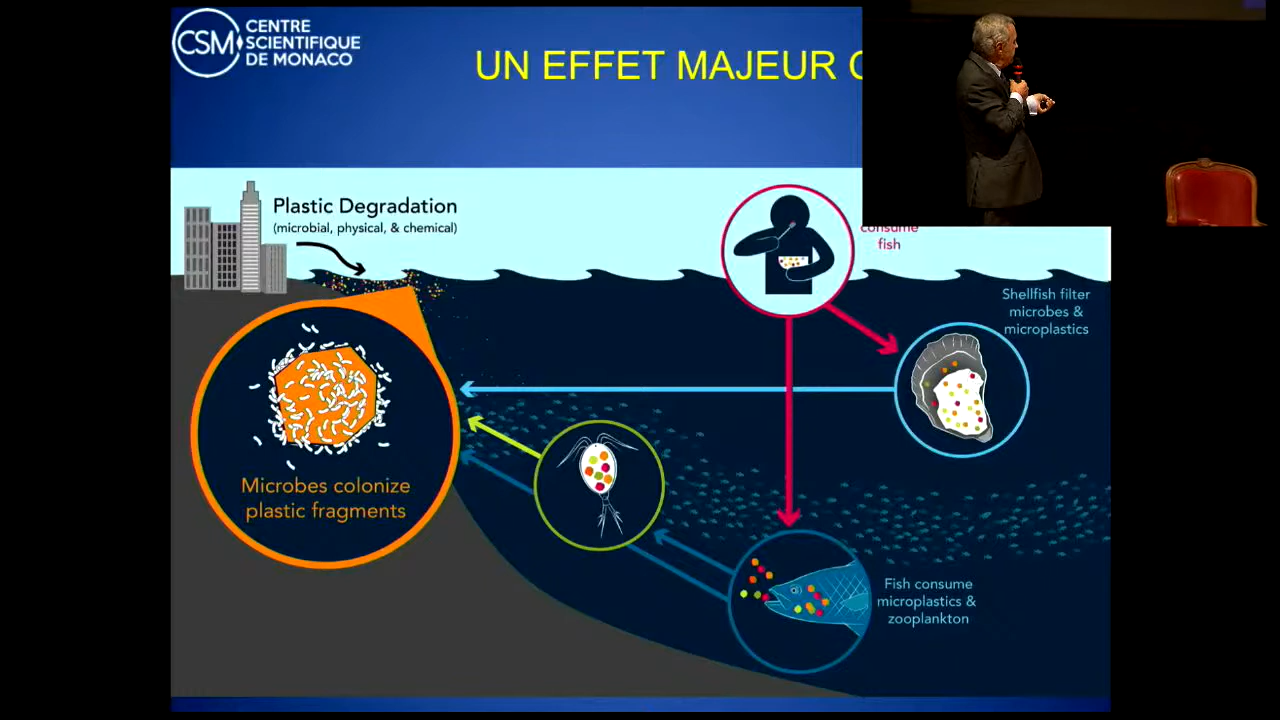 CSM
CENTRE
SCIENTIFIQUE
DE MONACO
UN EFFET MAJEUR
Plastic Degradation
(microbial, physical, & chemical)
consume
fish
Shellfish filter
microbes &
microplastics
Microbes colonize
plastic fragments
Fish consume
microplastics &
zooplankton